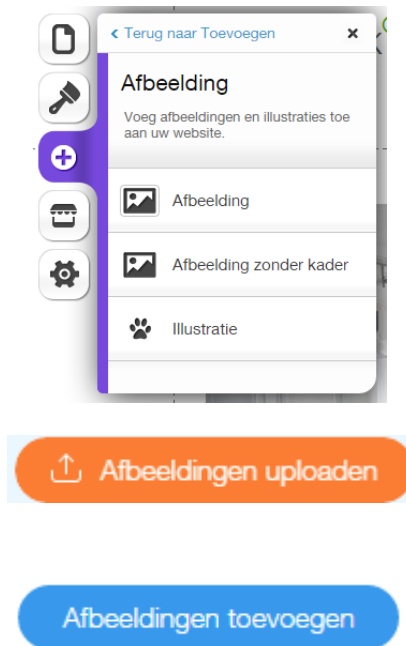 Terug naar Toevoegen
Afbeelding
Voeg afbeeldingen en illustraties toe
aan uw website.
Afbeelding
Afbeelding zonder kader
Illustratie
Afbeeldingen uploaden
Afbeeldingen toevoegen